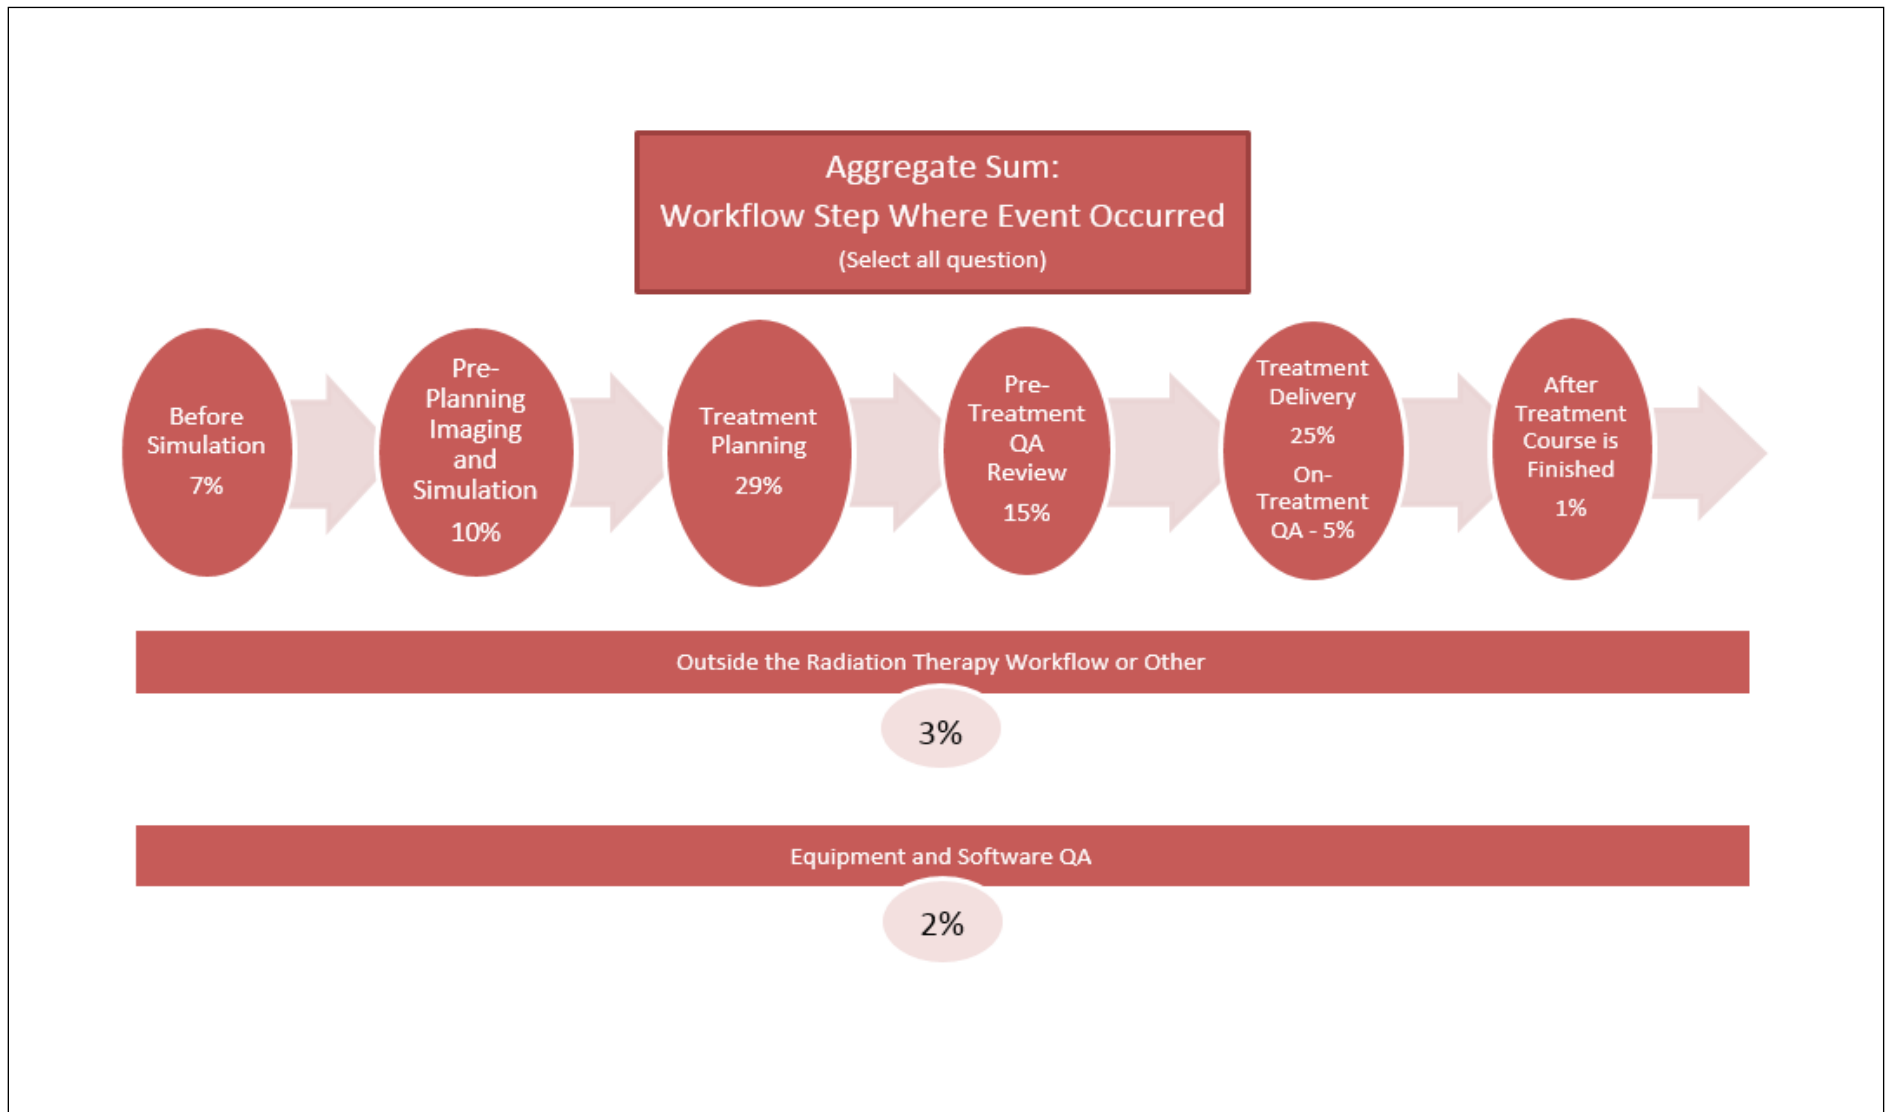 Aggregate Sum:
Workflow Step Where Event Occurred
(Select all question)
Before
Simulation
7%
Pre-
Planning
Imaging
and
Simulation
10%
Treatment
Planning
29%
Pre-
Treatment
QA
Review
15%
Treatment
Delivery
25%
On-
Treatment
QA - 5%
After
Treatment
Course is
Finished
1%
Outside the Radiation Therapy Workflow or Other
3%
Equipment and Software QA
2%